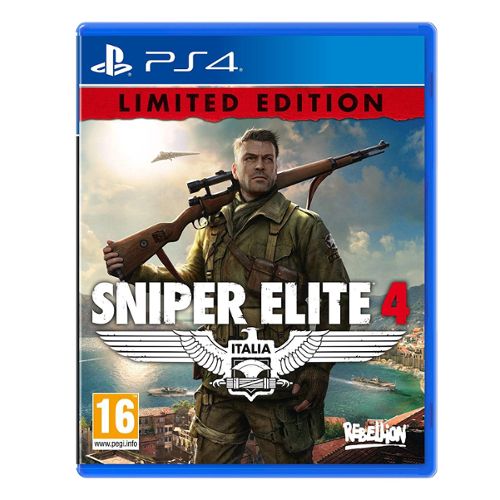 PS4
LIMITED EDITION
SNIPER ELITE 4
ITALIA
16
www.pegi.info
REBELLION